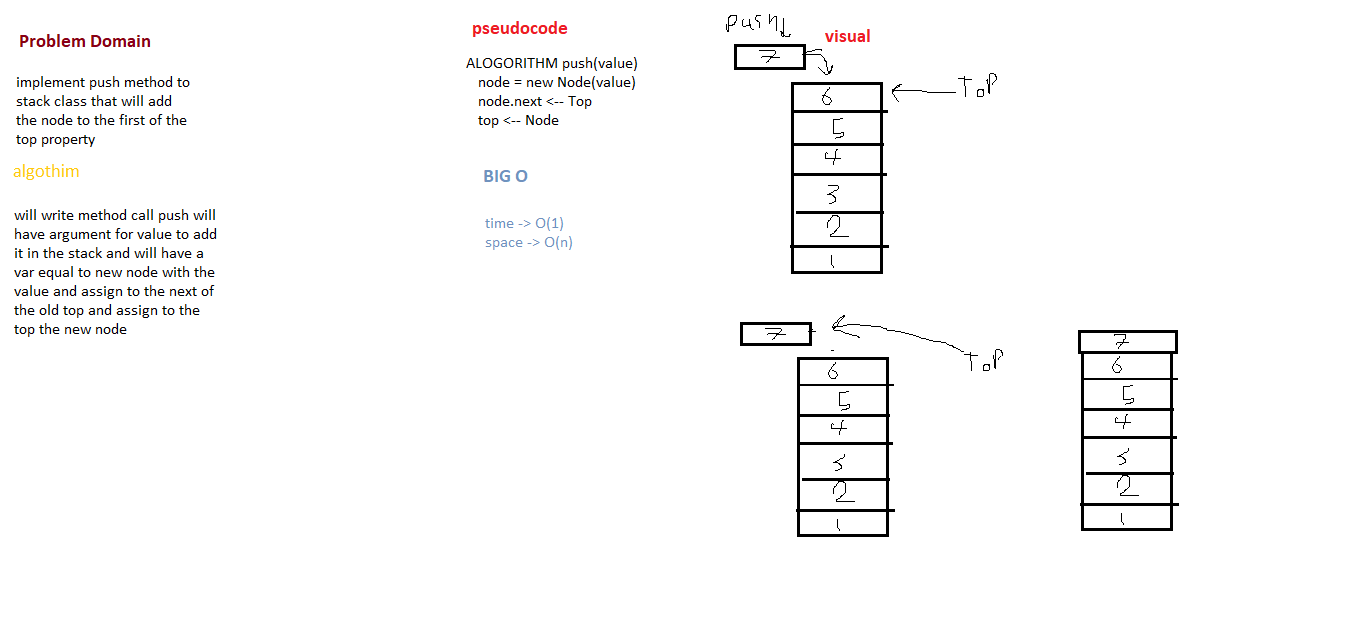 Problem Domain
implement push method to
stack class that will add
the node to the first of the
top property
algothim
will write method call push will
have argument for value to add
it in the stack and will have a
var equal to new node with the
value and assign to the next of
the old top and assign to the
top the new node
pseudocode
ALOGORITHM push(value)
node = new Node(value)
node.next <-- Top
top <-- Node
BIG O
time -> O(1)
space -> O(n)
push
visual
7
6
ToP
5
4
3
2
1
7
ToP
6
5
4
3
2
1
7
6
5
4
3
2
1